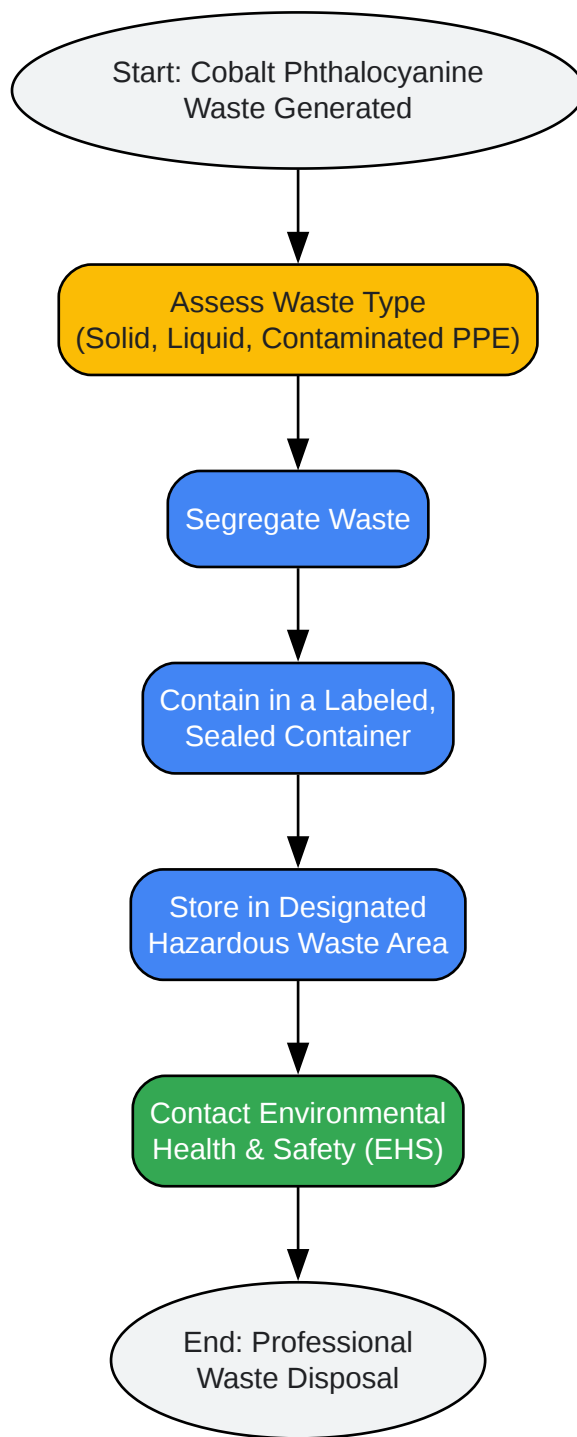 Start: Cobalt Phthalocyanine
Waste Generated
Assess Waste Type
(Solid, Liquid, Contaminated PPE)
Segregate Waste
Contain in a Labeled,
Sealed Container
Store in Designated
Hazardous Waste Area
Contact Environmental
Health & Safety (EHS)
End: Professional
Waste Disposal